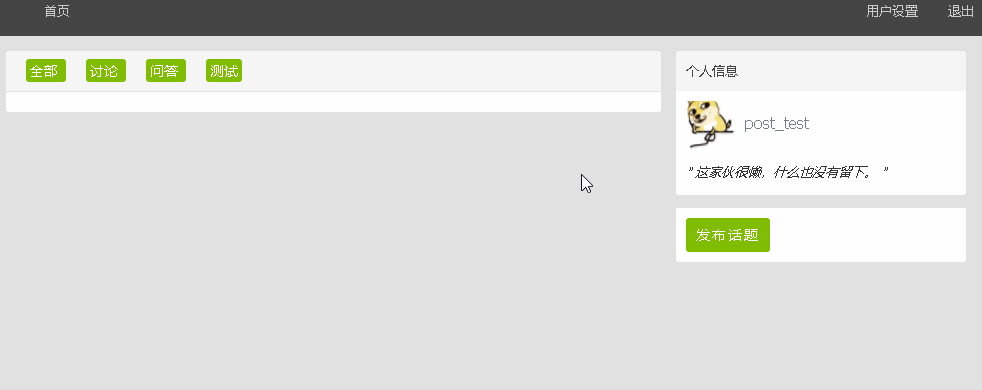 首页 用户设置 退出
全部 讨论 问答 测试
个人信息
post_test
"这家伙很懒，什么也没有留下。"
发布话题